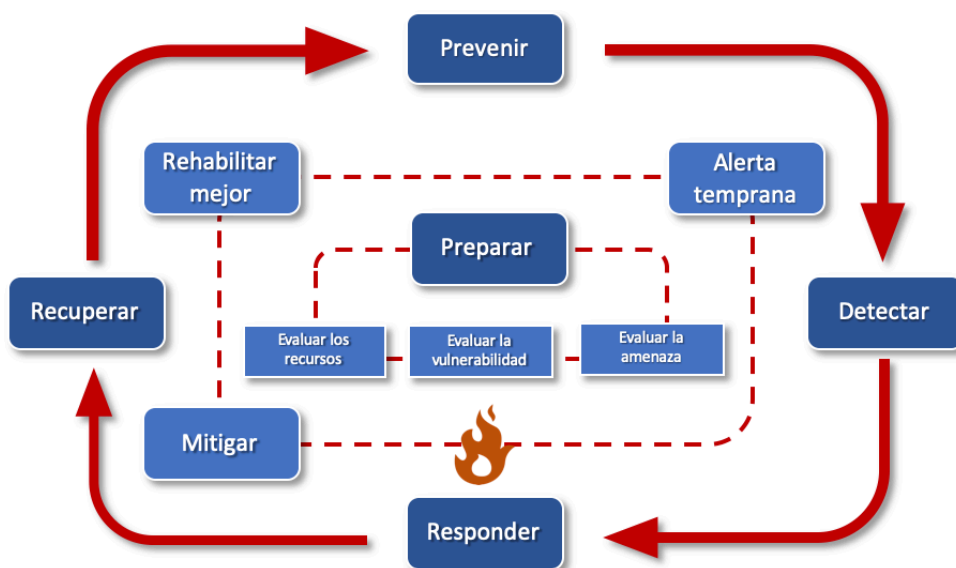 Prevenir
Rehabilitar
mejor
Alerta
temprana
Preparar
Recuperar
Detectar
Evaluar los
recursos
Evaluar la
vulnerabilidad
Evaluar la
amenaza
Mitigar
Responder